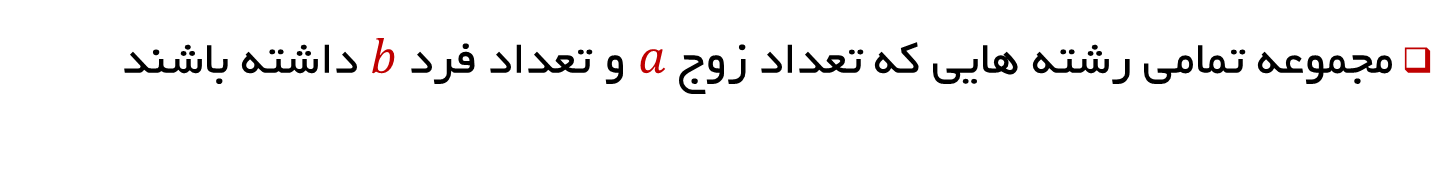 ❑ مجموعه تمامی رشته هایی که تعداد زوج a و تعداد فرد b داشته باشند